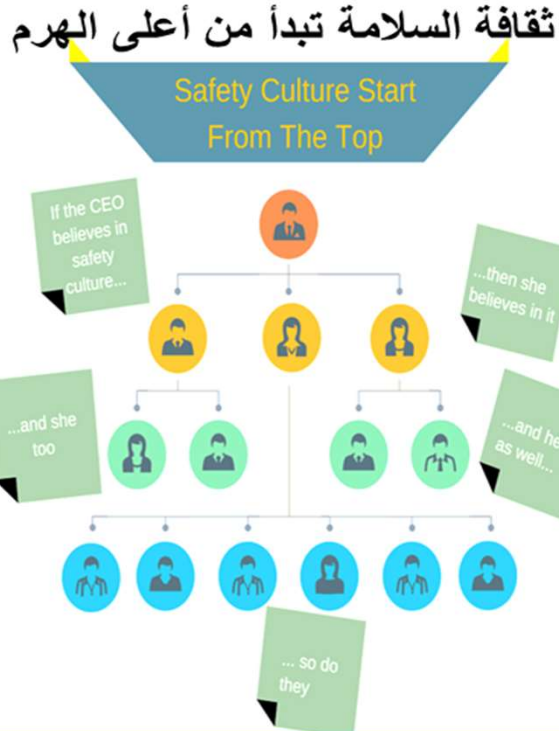 ثقافة السلامة تبدأ من أعلى الهرم
Safety Culture Start
From The Top
If the CEO
believes in
safety
culture...
...then she
believes in it
...and she
too
...and he
as well...
... so do
they